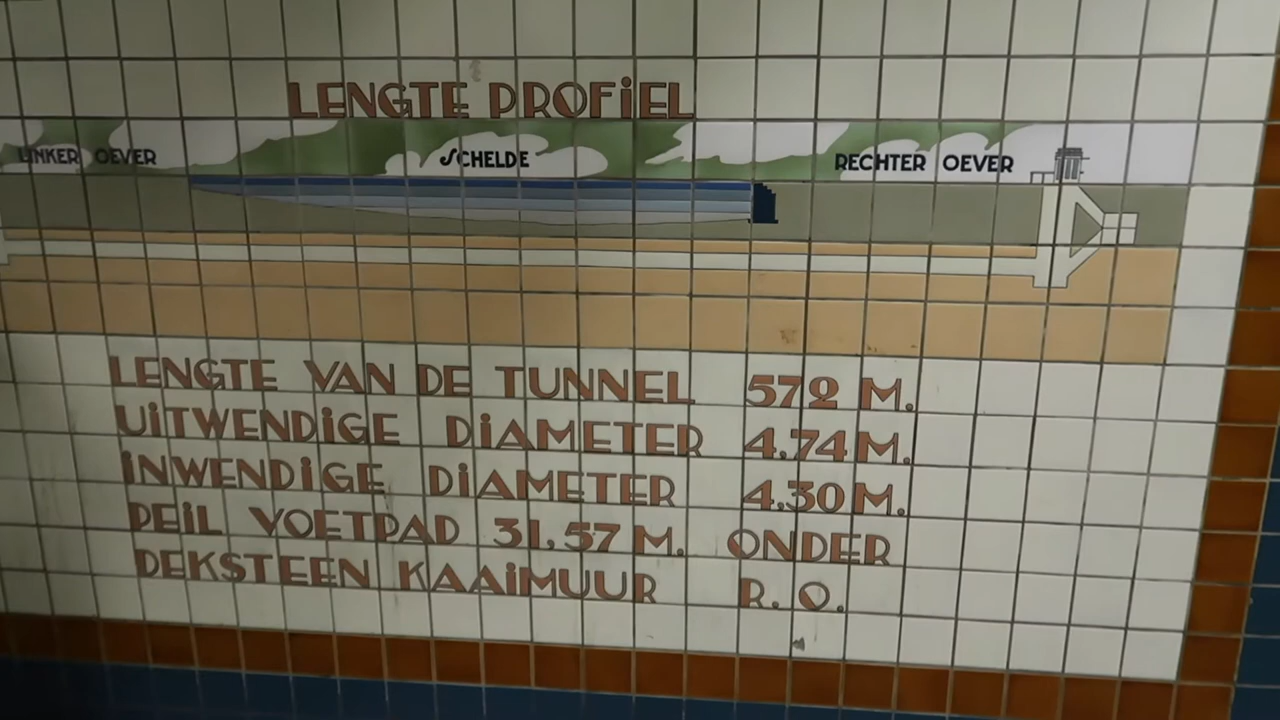 LENGTE PROFiEL
LINKER OEVER SCHELDE RECHTER OEVER
LENGTE VAN DE TUNNEL 572 M.
UiTWENDiGE DiAMETER 4,74 M.
iNWENDiGE DiAMETER 4,30 M.
PEiL VOETPAD 31,57 M. ONDER
DEKSTEEN KAAiMUUR R. O.